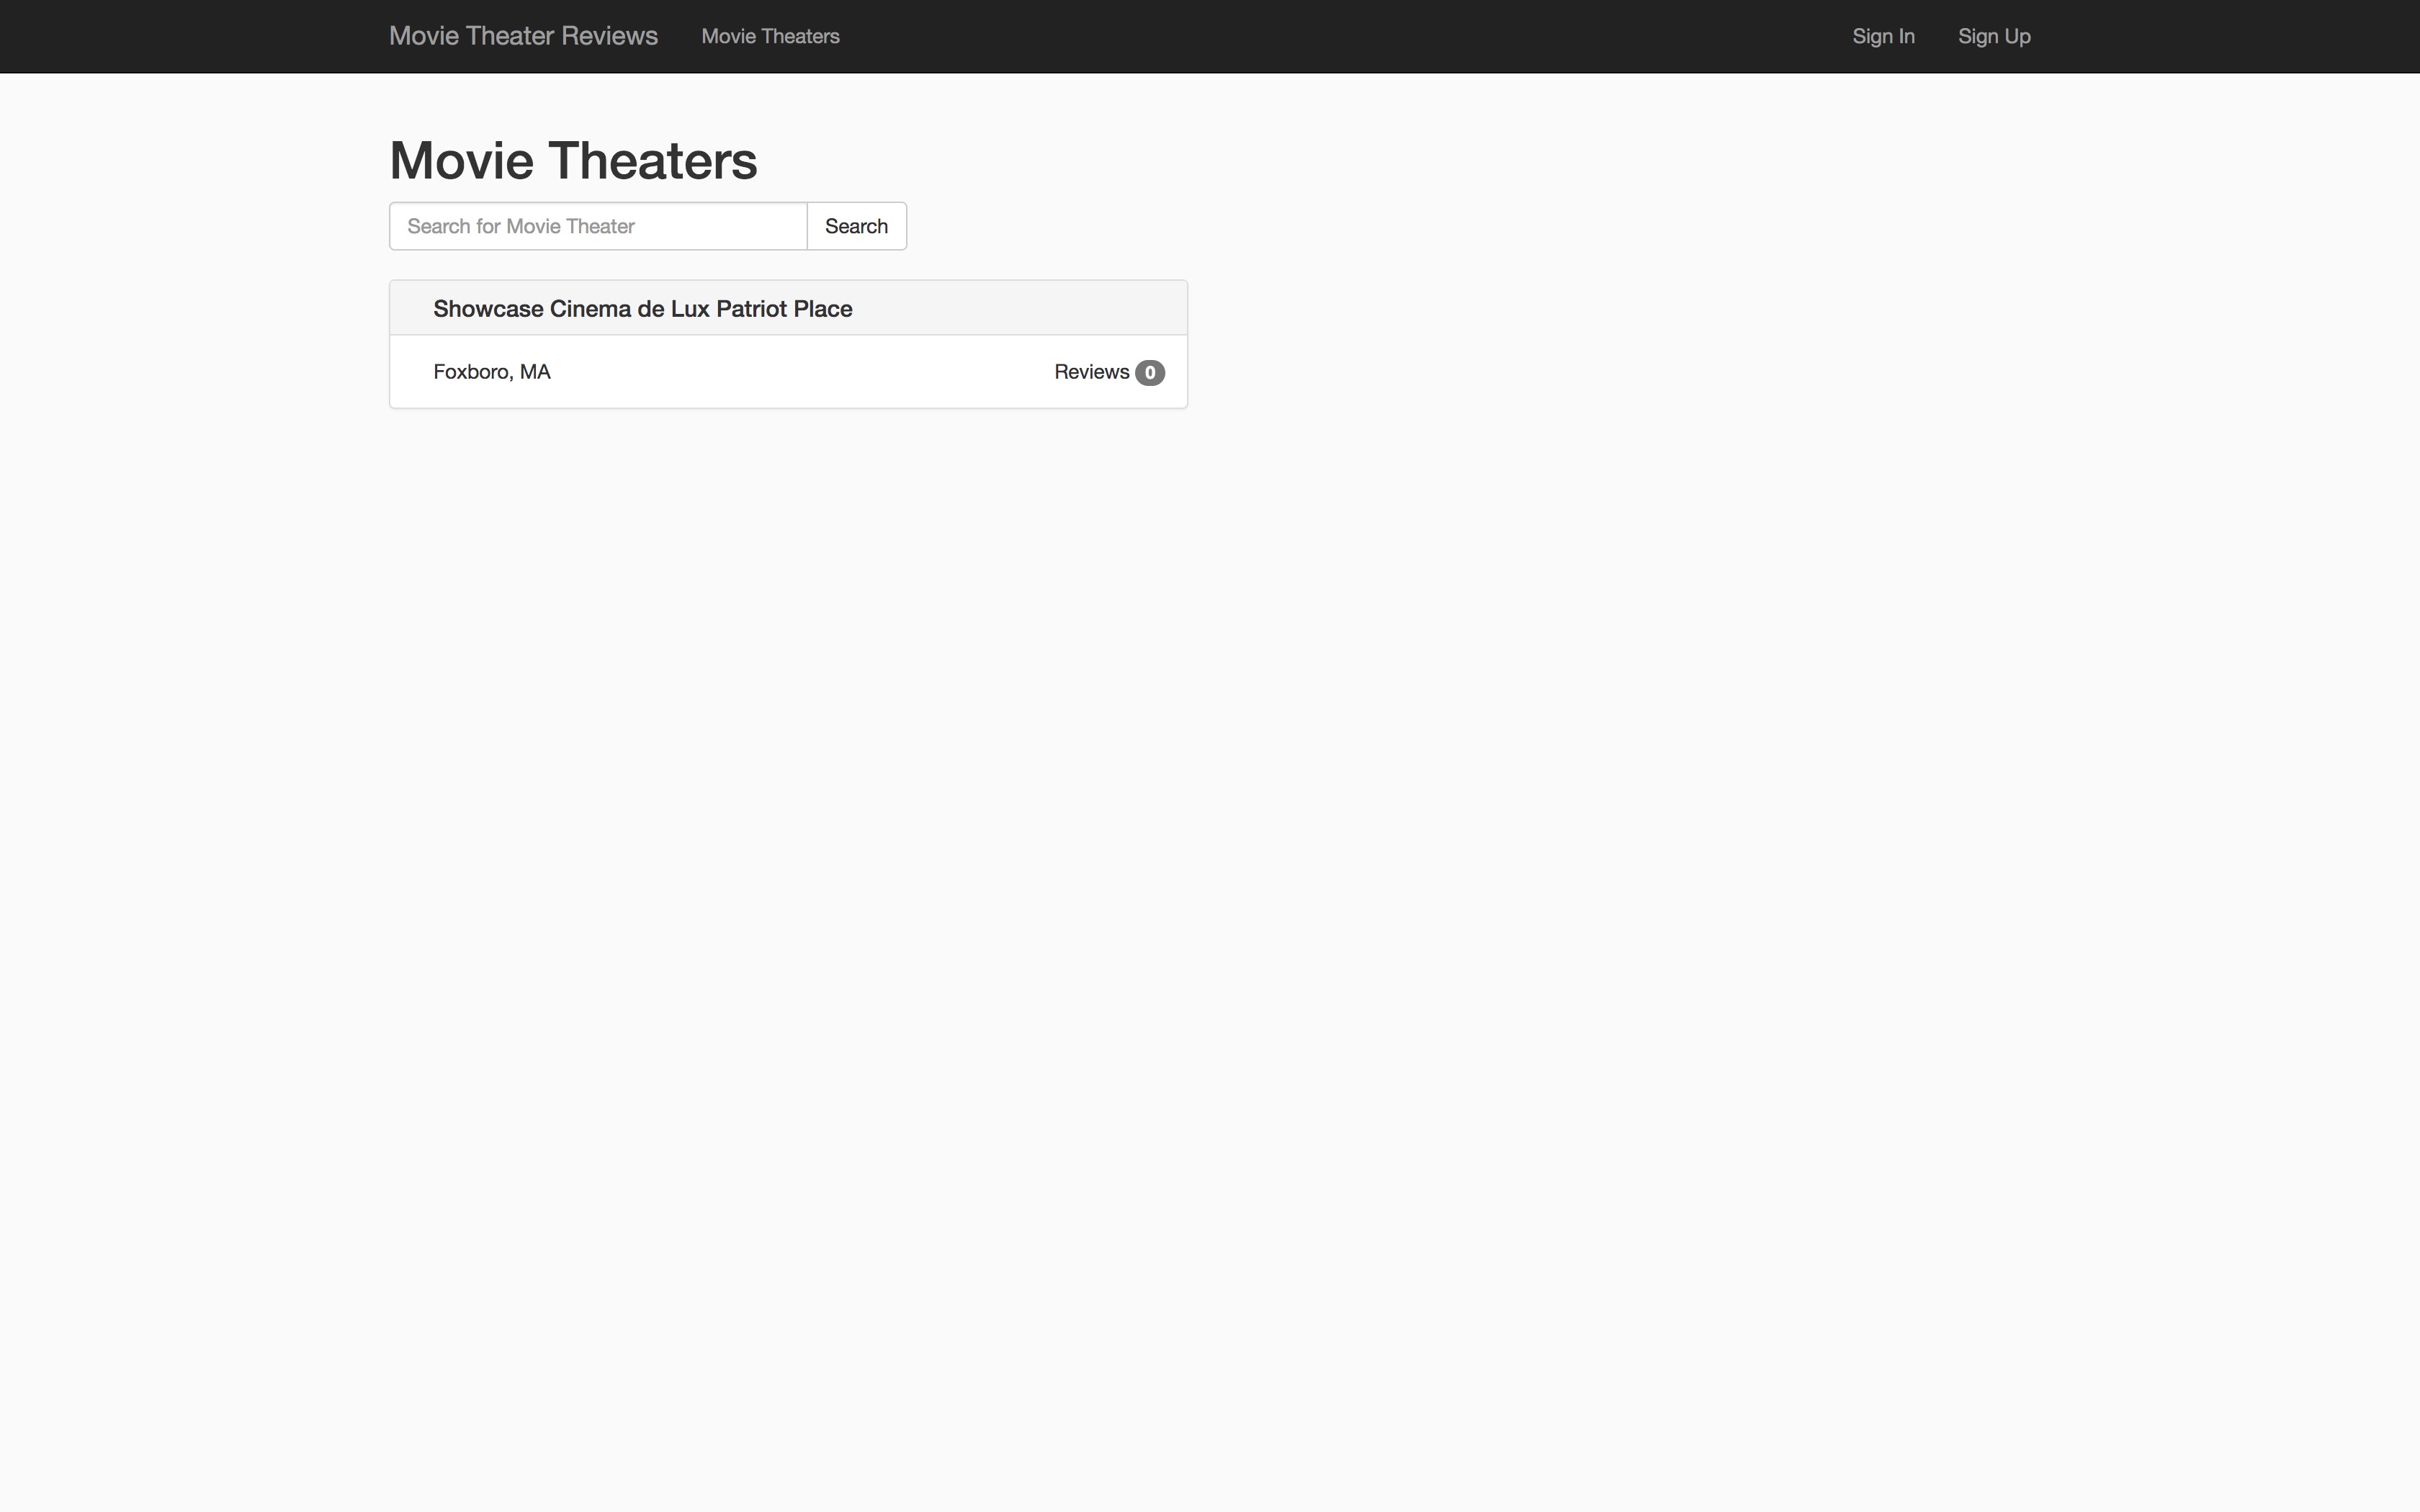 Movie Theater Reviews Movie Theaters Sign In Sign Up
Movie Theaters
Search for Movie Theater Search
Showcase Cinema de Lux Patriot Place
Foxboro, MA Reviews 0